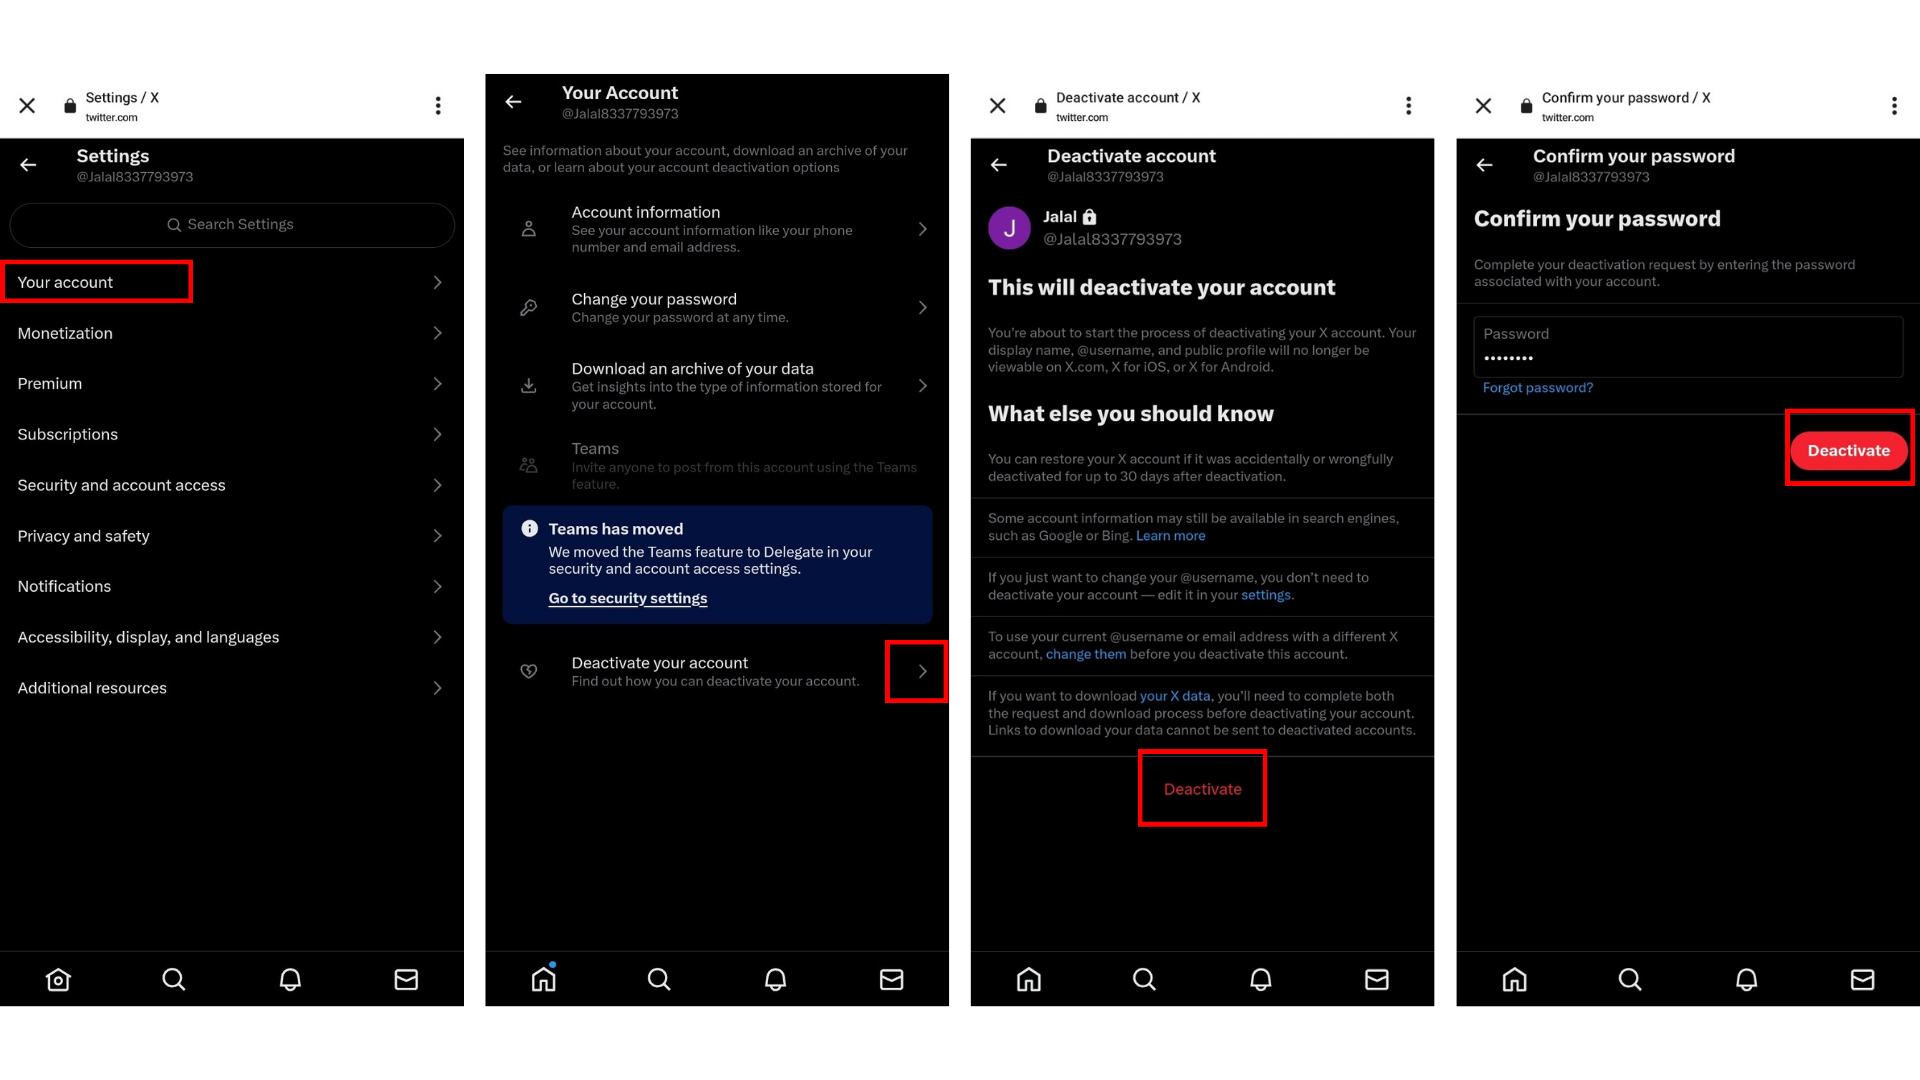 Settings / X
twitter.com
Settings
@Jalal8337793973
Search Settings
Your account
Monetization
Premium
Subscriptions
Security and account access
Privacy and safety
Notifications
Accessibility, display, and languages
Additional resources
Your Account
@Jalal8337793973
See information about your account, download an archive of your
data, or learn about your account deactivation options
Account information
See your account information like your phone
number and email address.
Change your password
Change your password at any time.
Download an archive of your data
Get insights into the type of information stored for
your account.
Teams
Invite anyone to post from this account using the Teams
feature.
Teams has moved
We moved the Teams feature to Delegate in your
security and account access settings.
Go to security settings
Deactivate your account
Find out how you can deactivate your account.
Deactivate account / X
twitter.com
Deactivate account
@Jalal8337793973
J
Jalal
@Jalal8337793973
This will deactivate your account
You're about to start the process of deactivating your X account. Your
display name, @username, and public profile will no longer be
viewable on X.com, X for iOS, or X for Android.
What else you should know
You can restore your X account if it was accidentally or wrongfully
deactivated for up to 30 days after deactivation.
Some account information may still be available in search engines,
such as Google or Bing. Learn more
If you just want to change your @username, you don't need to
deactivate your account — edit it in your settings.
To use your current @username or email address with a different X
account, change them before you deactivate this account.
If you want to download your X data, you'll need to complete both
the request and download process before deactivating your account.
Links to download your data cannot be sent to deactivated accounts.
Deactivate
Confirm your password / X
twitter.com
Confirm your password
@Jalal8337793973
Confirm your password
Complete your deactivation request by entering the password
associated with your account.
Password
••••••••
Forgot password?
Deactivate